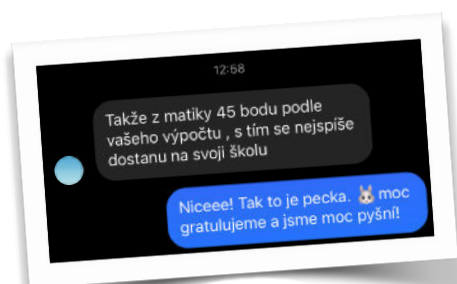 12:58
Takže z matiky 45 bodu podle
vašeho výpočtu , s tím se nejspíše
dostanu na svoji školu
Niceee! Tak to je pecka. 🐰 moc
gratulujeme a jsme moc pyšní!